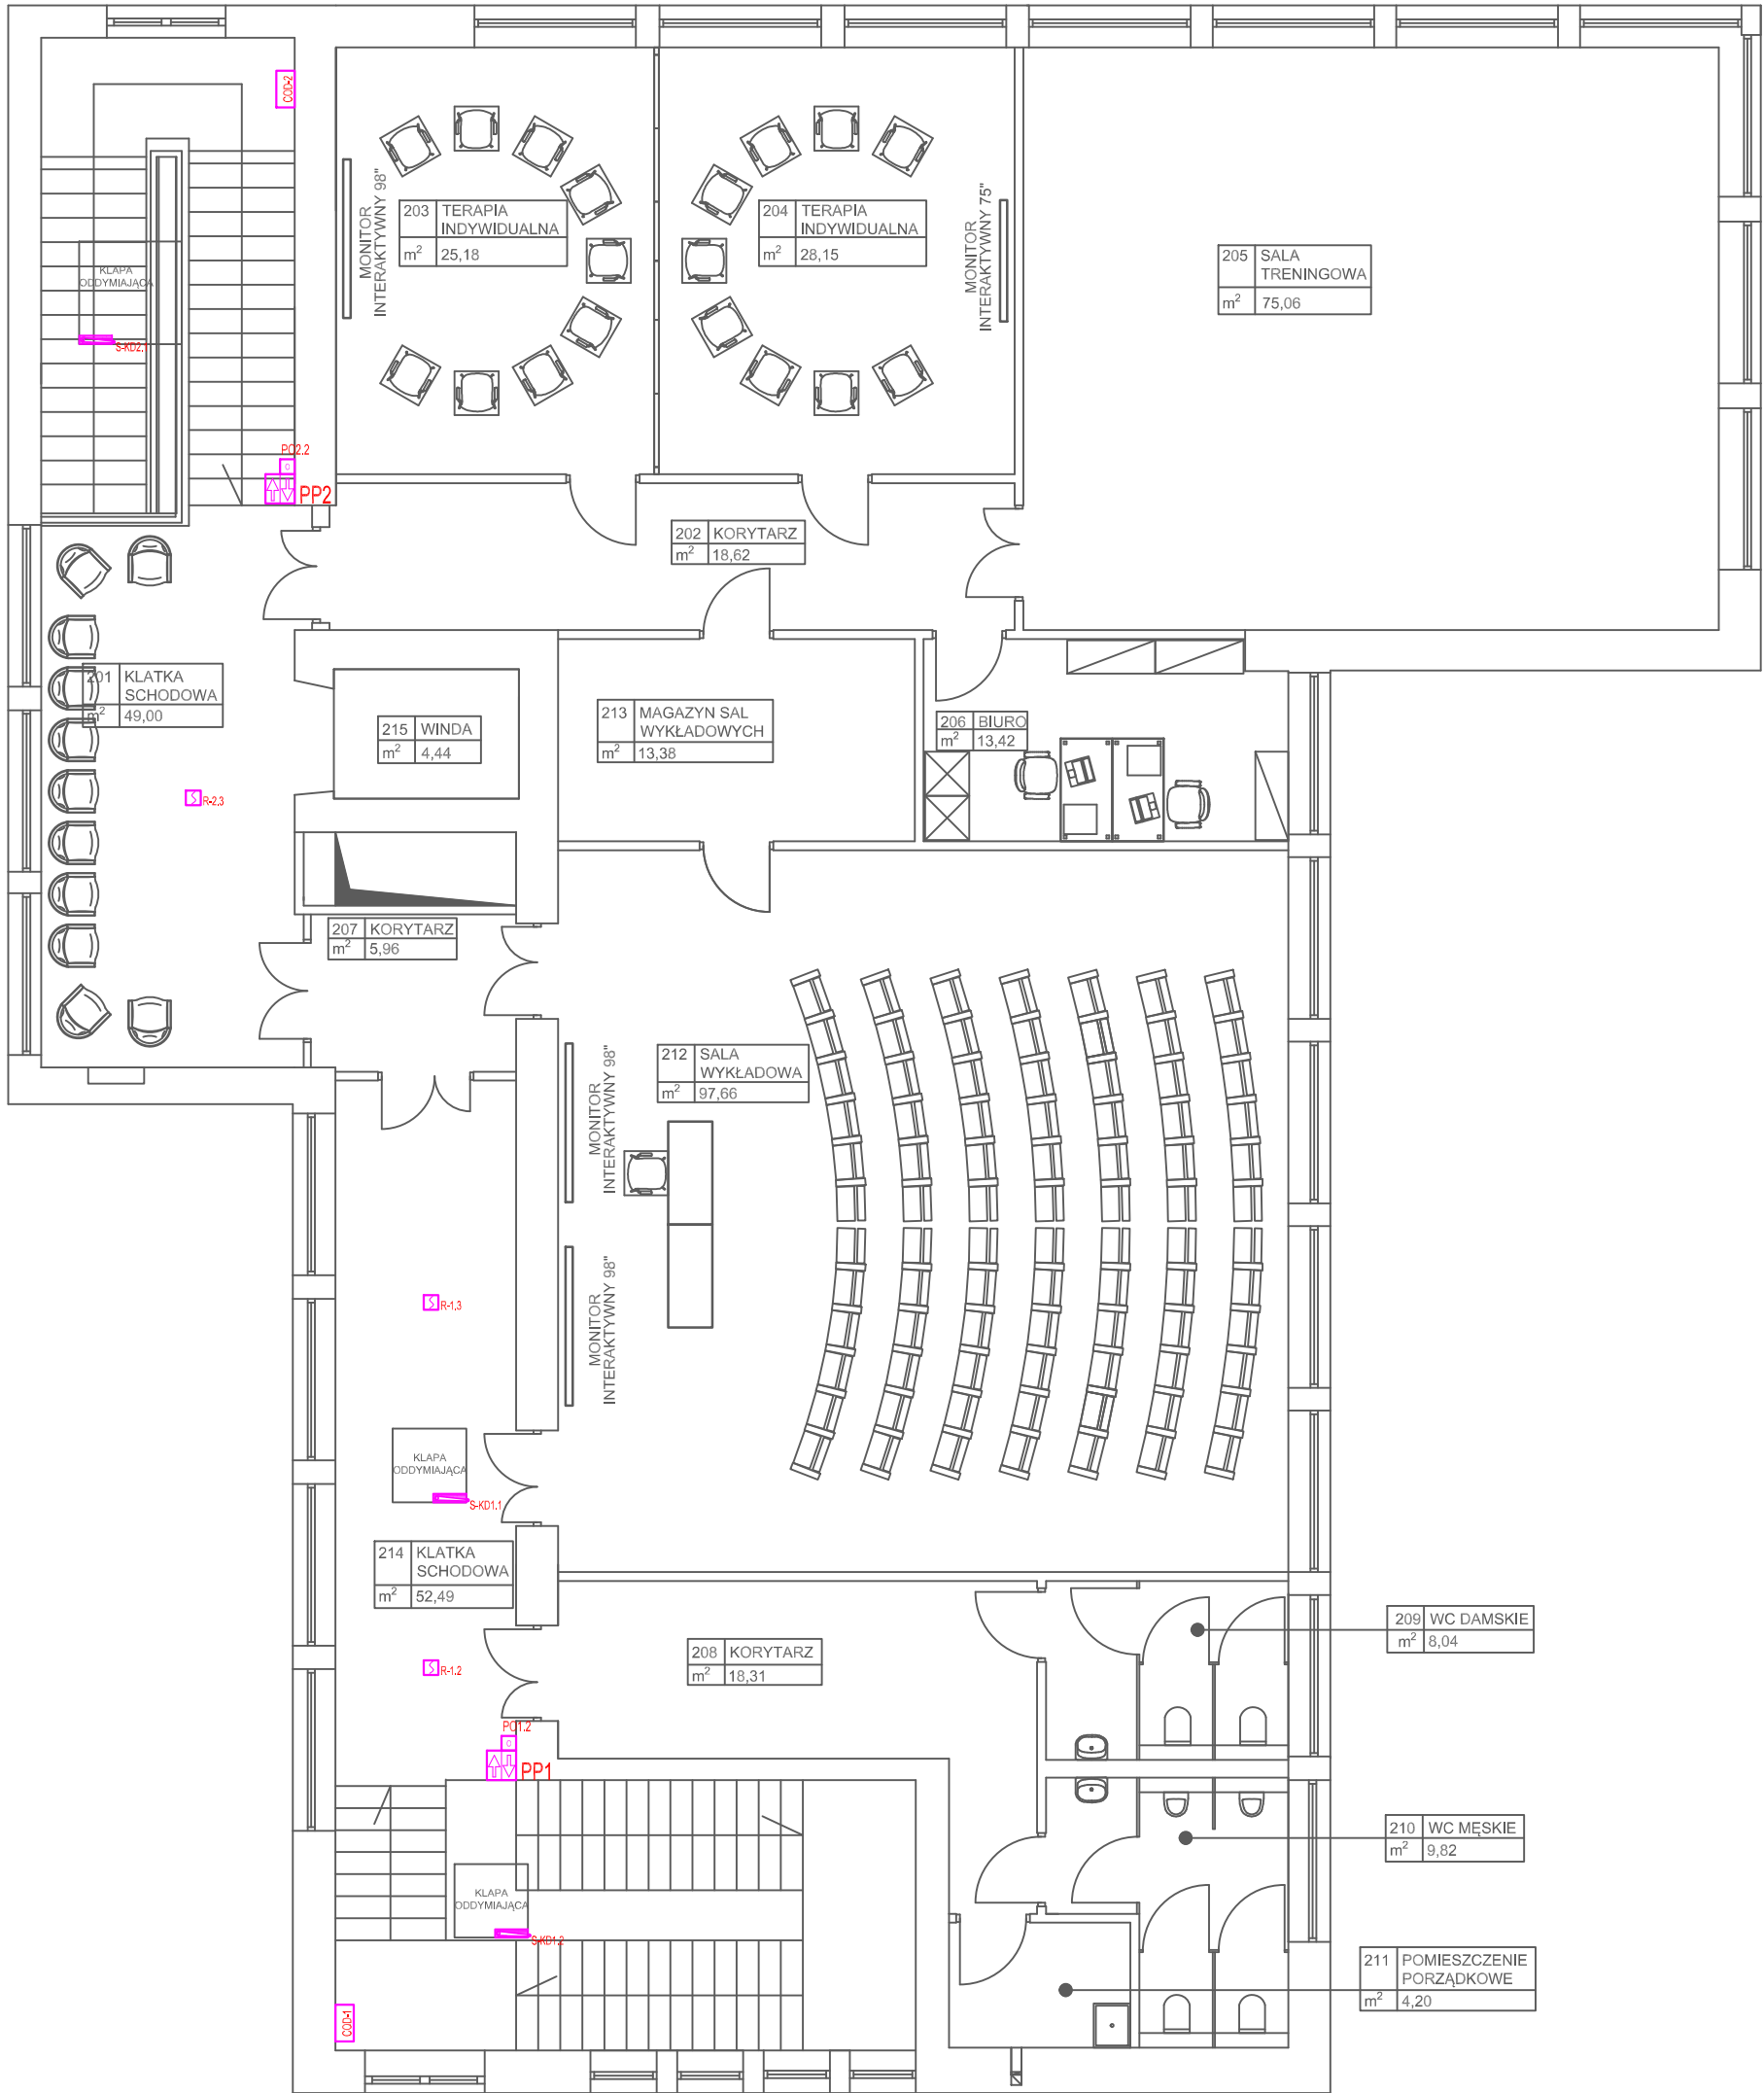 COD-2
203 TERAPIA
INDYWIDUALNA
m² 25,18
MONITOR
INTERAKTYWNY 98"
204 TERAPIA
INDYWIDUALNA
m² 28,15
MONITOR
INTERAKTYWNY 75"
205 SALA
TRENINGOWA
m² 75,06
KLAPA
ODDYMIAJĄCA
S-KD2.1
PO2.2
PP2
202 KORYTARZ
m² 18,62
201 KLATKA
SCHODOWA
m² 49,00
215 WINDA
m² 4,44
213 MAGAZYN SAL
WYKŁADOWYCH
m² 13,38
206 BIURO
m² 13,42
R-2.3
207 KORYTARZ
m² 5,96
212 SALA
WYKŁADOWA
m² 97,66
MONITOR
INTERAKTYWNY 98"
MONITOR
INTERAKTYWNY 98"
R-1.3
KLAPA
ODDYMIAJĄCA
S-KD1.1
214 KLATKA
SCHODOWA
m² 52,49
208 KORYTARZ
m² 18,31
209 WC DAMSKIE
m² 8,04
R-1.2
PO1.2
PP1
210 WC MĘSKIE
m² 9,82
KLAPA
ODDYMIAJĄCA
S-KD1.2
211 POMIESZCZENIE
PORZĄDKOWE
m² 4,20
COD-1